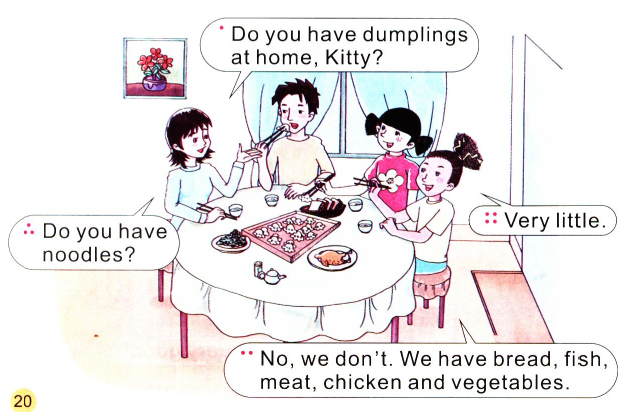 Do you have dumplings
at home, Kitty?
No, we don't. We have bread, fish,
meat, chicken and vegetables.
Do you have
noodles?
Very little.
20